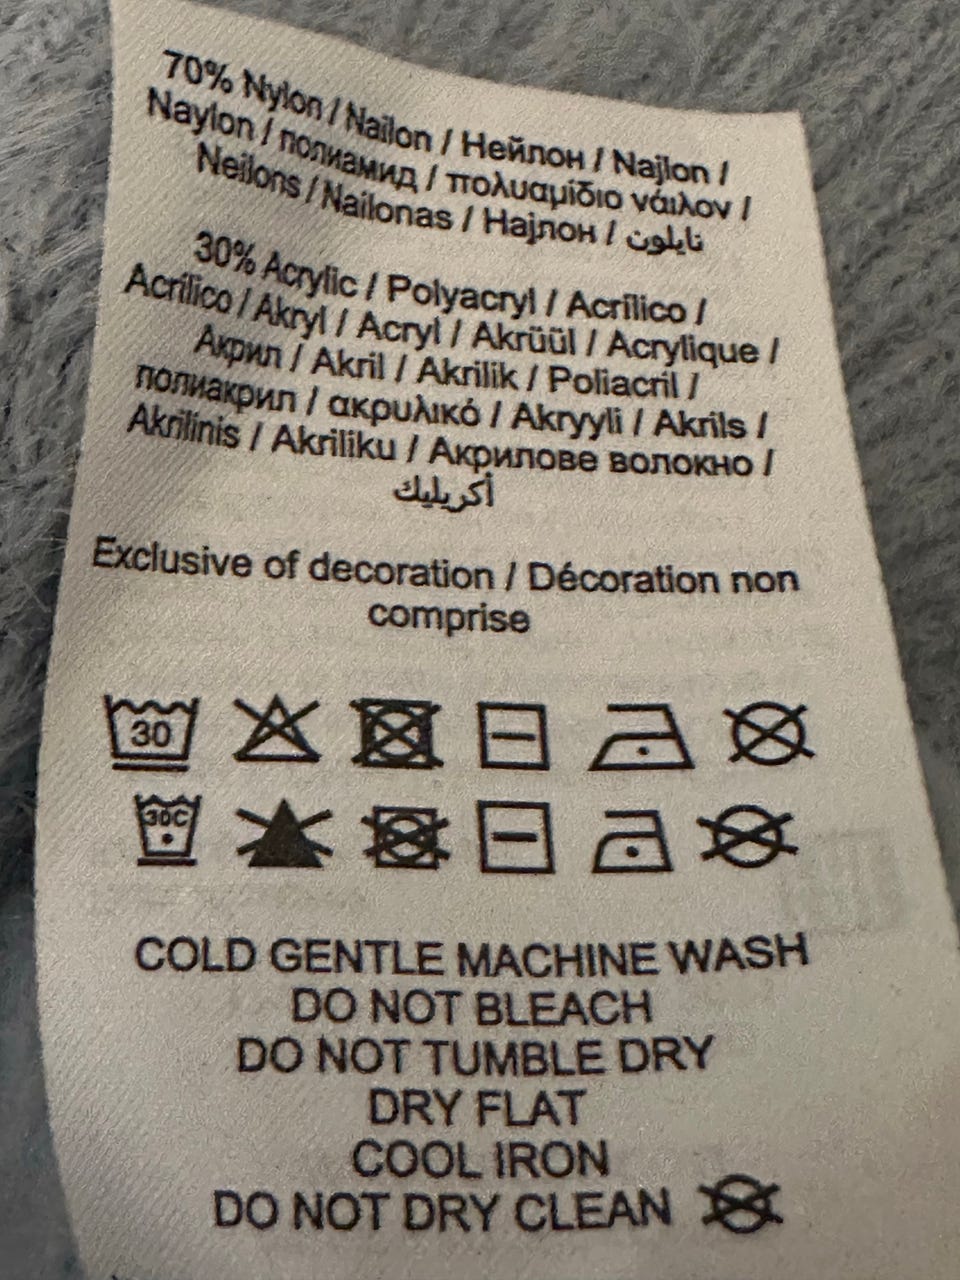 70% Nylon / Nailon / Нейлон / Najlon /
Naylon / полиамид / πολυαμίδιο νάιλον /
Neilons / Nailonas / Најлон / نايلون
30% Acrylic / Polyacryl / Acrílico /
Acrílico / Akryl / Acryl / Akrüül / Acrylique /
Акрил / Akril / Akrilik / Poliacril /
полиакрил / ακρυλικό / Akryyli / Akrils /
Akrilinis / Akriliku / Акрилове волокно /
أكريليك
Exclusive of decoration / Décoration non
comprise
30
30C
COLD GENTLE MACHINE WASH
DO NOT BLEACH
DO NOT TUMBLE DRY
DRY FLAT
COOL IRON
DO NOT DRY CLEAN